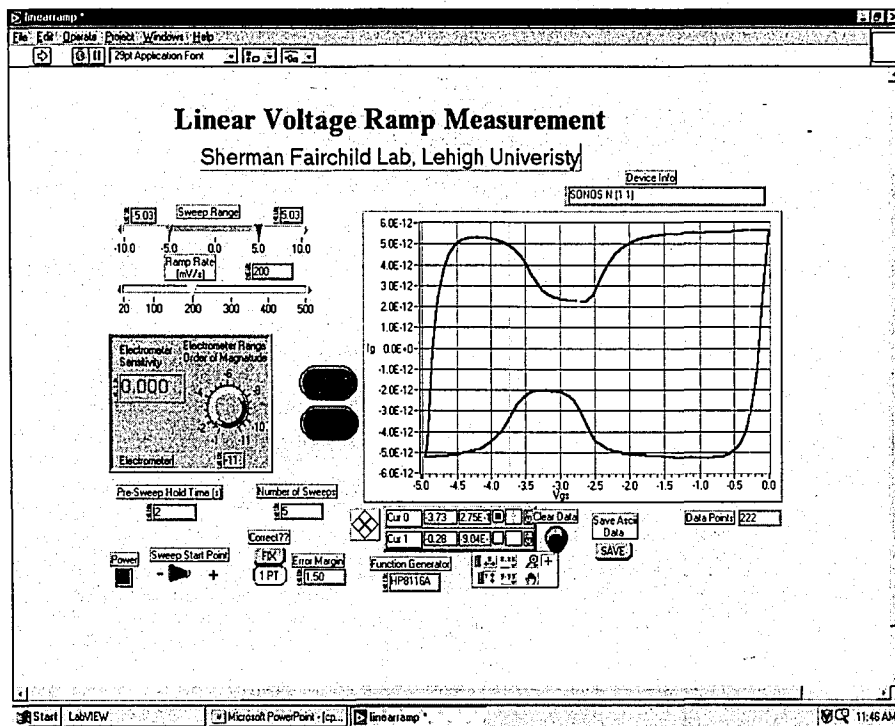 linearramp *
File Edit Operate Project Windows Help
29pt Application Font
Linear Voltage Ramp Measurement
Sherman Fairchild Lab, Lehigh Univeristy
Device Info
SONOS N [1 1]
5.03 Sweep Range 5.03
-10.0 -5.0 0.0 5.0 10.0
Ramp Rate
[mV/s]
200
20 100 200 300 400 500
Electrometer
Sensitivity
0.000
Electrometer Range
Order of Magnitude
-6
-4 -8
-2 -10
-1 -11
Electrometer
-11
6.0E-12
5.0E-12
4.0E-12
3.0E-12
2.0E-12
1.0E-12
Ig 0.0E+0
-1.0E-12
-2.0E-12
-3.0E-12
-4.0E-12
-5.0E-12
-6.0E-12
-5.0 -4.5 -4.0 -3.5 -3.0 -2.5 -2.0 -1.5 -1.0 -0.5 0.0
Vgs
Pre-Sweep Hold Time (s)
2
Number of Sweeps
5
Cur 0 -3.73 2.75E-1
Cur 1 -0.28 9.04E-
Clear Data
Save Ascii
Data
SAVE
Data Points 222
Power
Sweep Start Point
- +
Correct??
FIX
1 PT
Error Margin
1.50
Function Generator
HP8116A
Start LabVIEW Microsoft PowerPoint - [cp... linearramp * 11:46 AM